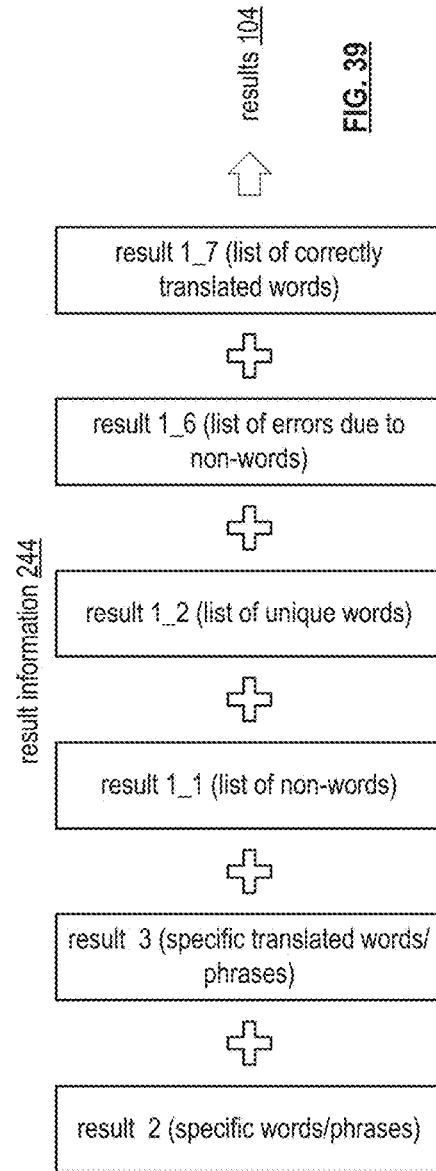 results 104
FIG. 39
result information 244
result 1_7 (list of correctly
translated words)
result 1_6 (list of errors due to
non-words)
result 1_2 (list of unique words)
result 1_1 (list of non-words)
result 3 (specific translated words/
phrases)
result 2 (specific words/phrases)